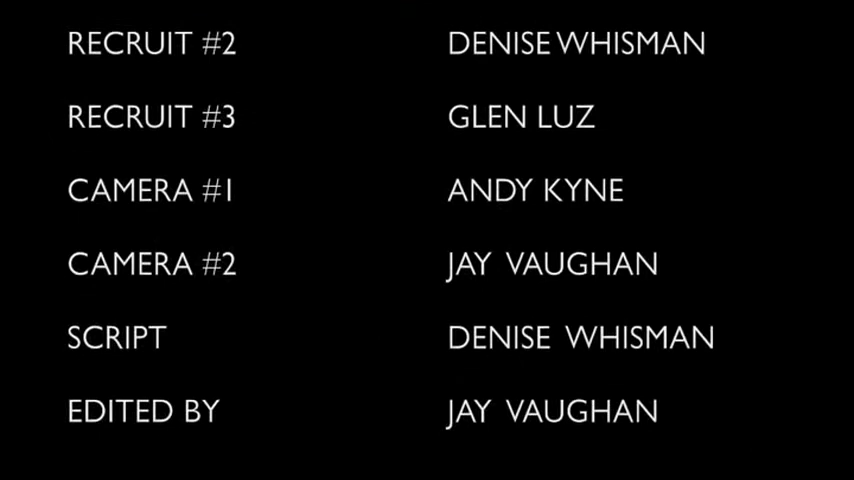 RECRUIT #2 DENISE WHISMAN
RECRUIT #3 GLEN LUZ
CAMERA #1 ANDY KYNE
CAMERA #2 JAY VAUGHAN
SCRIPT DENISE WHISMAN
EDITED BY JAY VAUGHAN